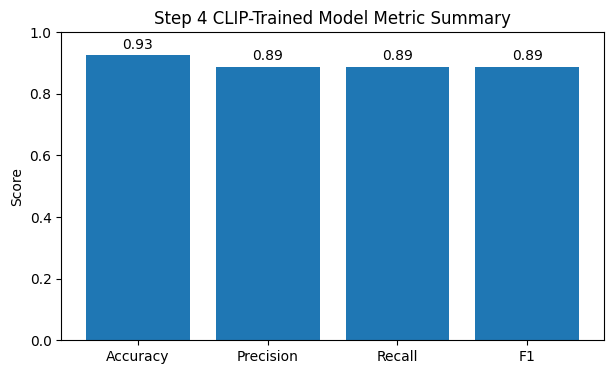 Step 4 CLIP-Trained Model Metric Summary
1.0
0.93
0.89
0.89
0.89
0.8
0.6
0.4
0.2
0.0
Score
Accuracy
Precision
Recall
F1